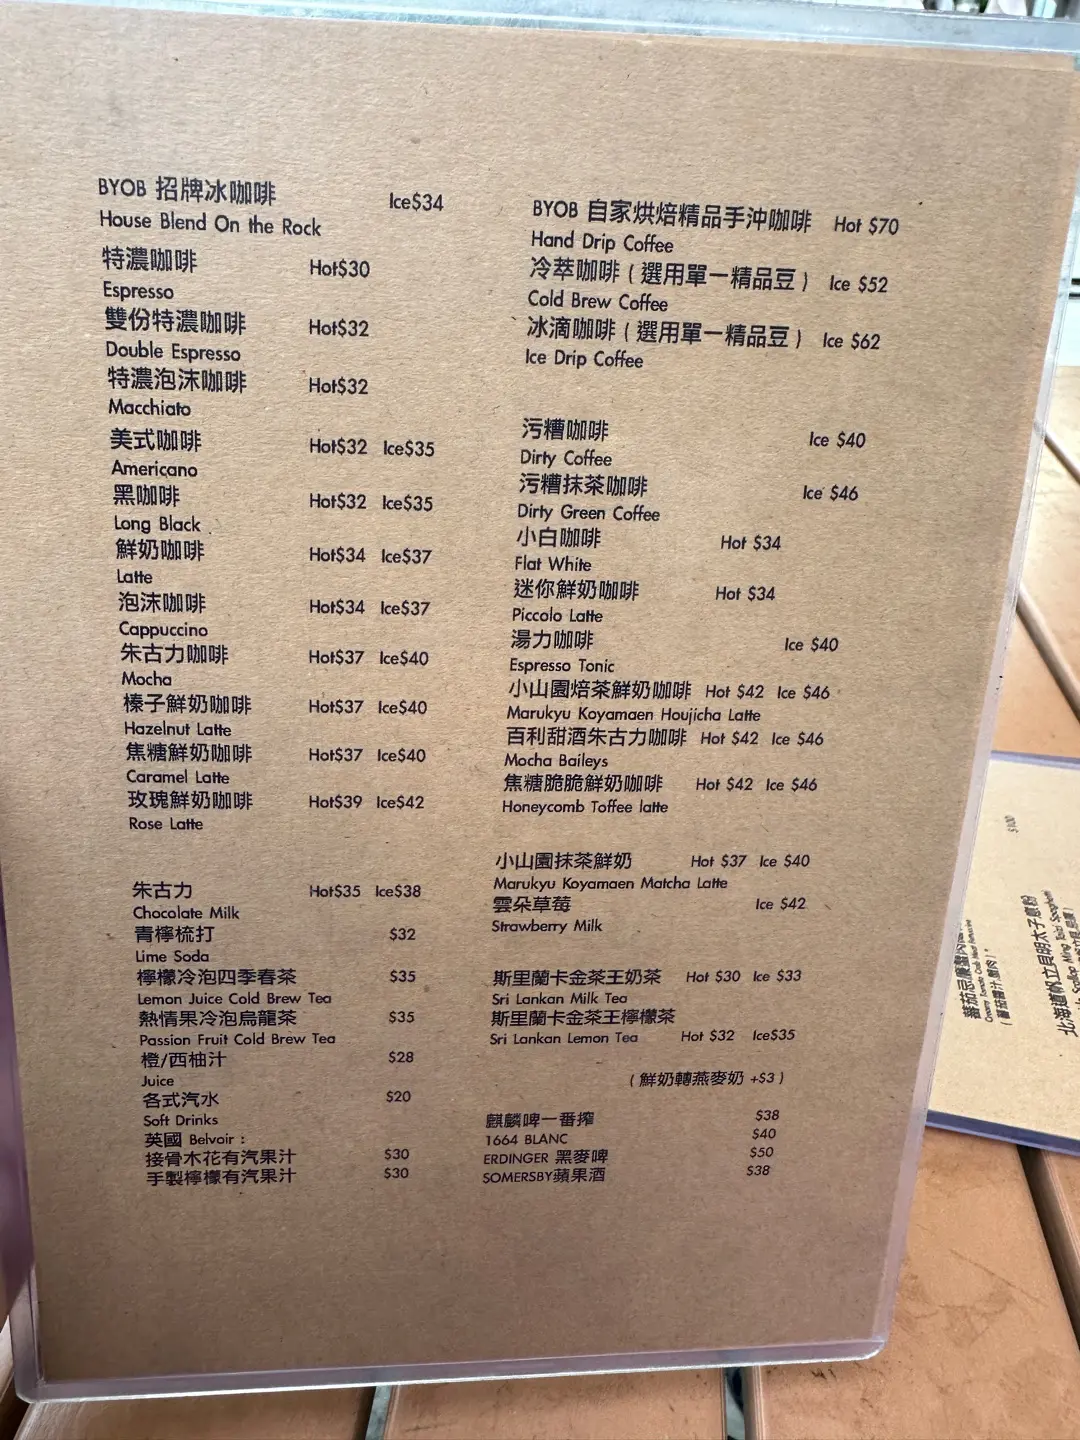 BYOB 招牌冰咖啡 Ice$34
House Blend On the Rock
特濃咖啡 Hot$30
Espresso
雙份特濃咖啡 Hot$32
Double Espresso
特濃泡沫咖啡 Hot$32
Macchiato
美式咖啡 Hot$32 Ice$35
Americano
黑咖啡 Hot$32 Ice$35
Long Black
鮮奶咖啡 Hot$34 Ice$37
Latte
泡沫咖啡 Hot$34 Ice$37
Cappuccino
朱古力咖啡 Hot$37 Ice$40
Mocha
榛子鮮奶咖啡 Hot$37 Ice$40
Hazelnut Latte
焦糖鮮奶咖啡 Hot$37 Ice$40
Caramel Latte
玫瑰鮮奶咖啡 Hot$39 Ice$42
Rose Latte
朱古力 Hot$35 Ice$38
Chocolate Milk
青檸梳打 $32
Lime Soda
檸檬冷泡四季春茶 $35
Lemon Juice Cold Brew Tea
熱情果冷泡烏龍茶 $35
Passion Fruit Cold Brew Tea
橙/西柚汁 $28
Juice
各式汽水 $20
Soft Drinks
英國 Belvoir :
接骨木花有汽果汁 $30
手製檸檬有汽果汁 $30
BYOB 自家烘焙精品手沖咖啡 Hot $70
Hand Drip Coffee
冷萃咖啡 ( 選用單一精品豆 ) Ice $52
Cold Brew Coffee
冰滴咖啡 ( 選用單一精品豆 ) Ice $62
Ice Drip Coffee
污糟咖啡 Ice $40
Dirty Coffee
污糟抹茶咖啡 Ice $46
Dirty Green Coffee
小白咖啡 Hot $34
Flat White
迷你鮮奶咖啡 Hot $34
Piccolo Latte
湯力咖啡 Ice $40
Espresso Tonic
小山園焙茶鮮奶咖啡 Hot $42 Ice $46
Marukyu Koyamaen Houjicha Latte
百利甜酒朱古力咖啡 Hot $42 Ice $46
Mocha Baileys
焦糖脆脆鮮奶咖啡 Hot $42 Ice $46
Honeycomb Toffee latte
小山園抹茶鮮奶 Hot $37 Ice $40
Marukyu Koyamaen Matcha Latte
雲朵草莓 Ice $42
Strawberry Milk
斯里蘭卡金茶王奶茶 Hot $30 Ice $33
Sri Lankan Milk Tea
斯里蘭卡金茶王檸檬茶
Sri Lankan Lemon Tea Hot $32 Ice$35
( 鮮奶轉燕麥奶 +$3 )
麒麟啤一番搾 $38
1664 BLANC $40
ERDINGER 黑麥啤 $50
SOMERSBY蘋果酒 $38
$100
北海道帆立貝明太子意粉